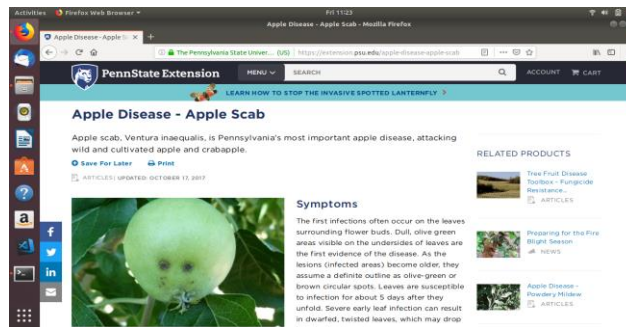 Activities Firefox Web Browser Fri 11:23
Apple Disease - Apple Scab - Mozilla Firefox
Apple Disease - Apple S
The Pennsylvania State Univer... (US) https://extension.psu.edu/apple-disease-apple-scab
PennState Extension MENU SEARCH ACCOUNT CART
LEARN HOW TO STOP THE INVASIVE SPOTTED LANTERNFLY
Apple Disease - Apple Scab
Apple scab, Ventura inaequalis, is Pennsylvania's most important apple disease, attacking
wild and cultivated apple and crabapple.
Save For Later Print
ARTICLES | UPDATED: OCTOBER 17, 2017
RELATED PRODUCTS
Tree Fruit Disease
Toolbox - Fungicide
Resistance...
ARTICLES
Preparing for the Fire
Blight Season
NEWS
Apple Disease -
Powdery Mildew
ARTICLES
Symptoms
The first infections often occur on the leaves
surrounding flower buds. Dull, olive green
areas visible on the undersides of leaves are
the first evidence of the disease. As the
lesions (infected areas) become older, they
assume a definite outline as olive-green or
brown circular spots. Leaves are susceptible
to infection for about 5 days after they
unfold. Severe early leaf infection can result
in dwarfed, twisted leaves, which may drop